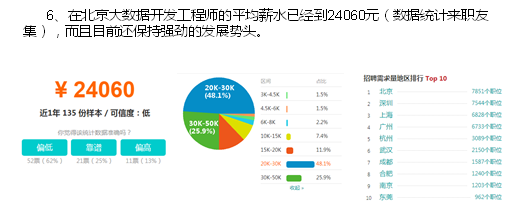 6、在北京大数据开发工程师的平均薪水已经到24060元（数据统计来职友
集），而且目前还保持强劲的发展势头。
¥ 24060
近1年 135 份样本 / 可信度：低
你觉得该统计数据准确吗？
偏低 靠谱 偏高
52票（62%） 21票（25%） 11票（13%）
20K-30K
(48.1%)
30K-50K
(25.9%)
区间 占比
3K-4.5K 1.5%
4.5K-6K 1.5%
6K-8K 2.2%
10K-15K 7.4%
15K-20K 11.9%
20K-30K 48.1%
30K-50K 25.9%
收起
招聘需求量地区排行 Top 10
1 北京 7851个职位
2 深圳 7544个职位
3 上海 6828个职位
4 广州 6733个职位
5 杭州 3089个职位
6 武汉 2150个职位
7 成都 1587个职位
8 合肥 1240个职位
9 南京 1203个职位
10 东莞 962个职位